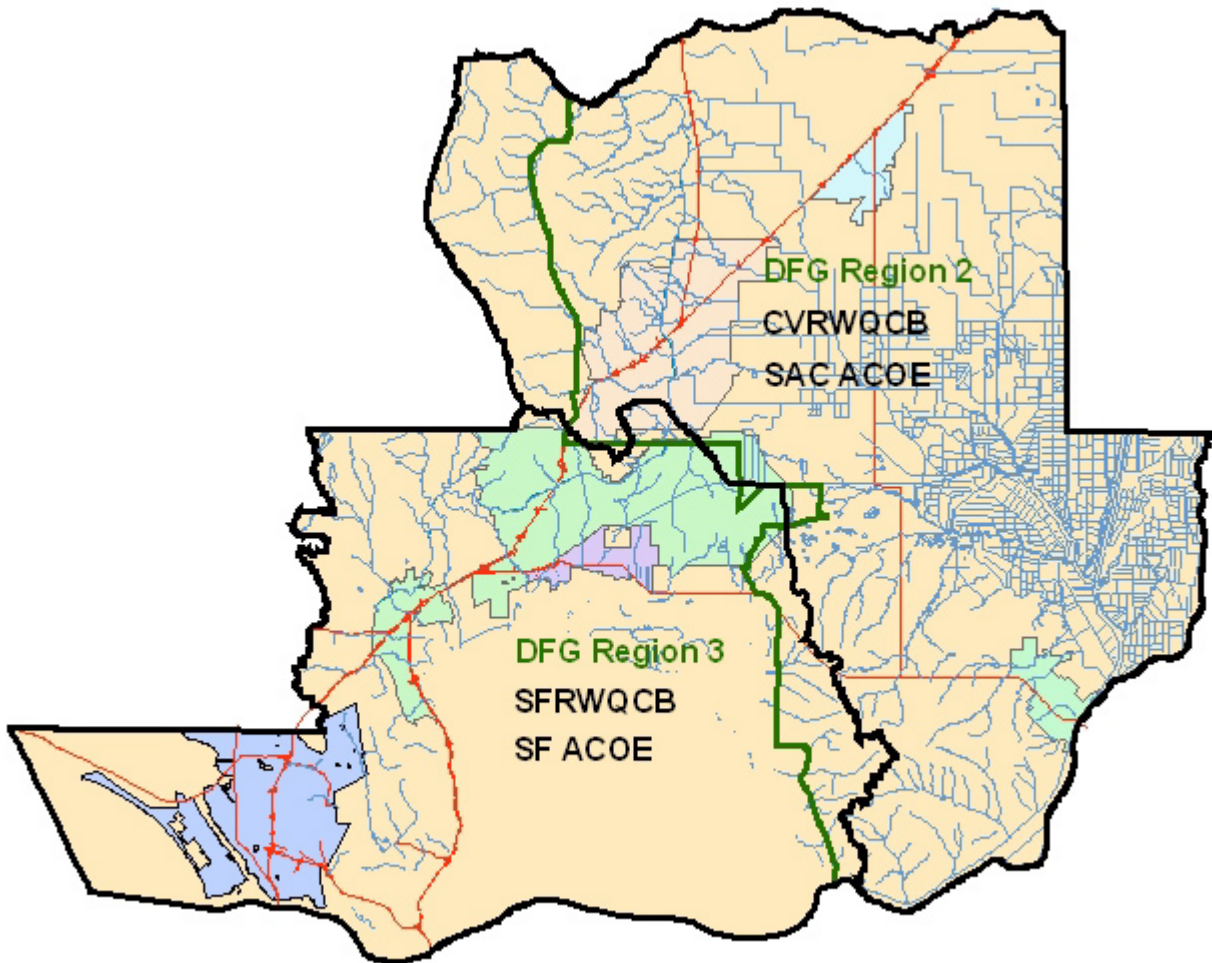 DFG Region 2
CVRWQCB
SAC ACOE
DFG Region 3
SFRWQCB
SF ACOE